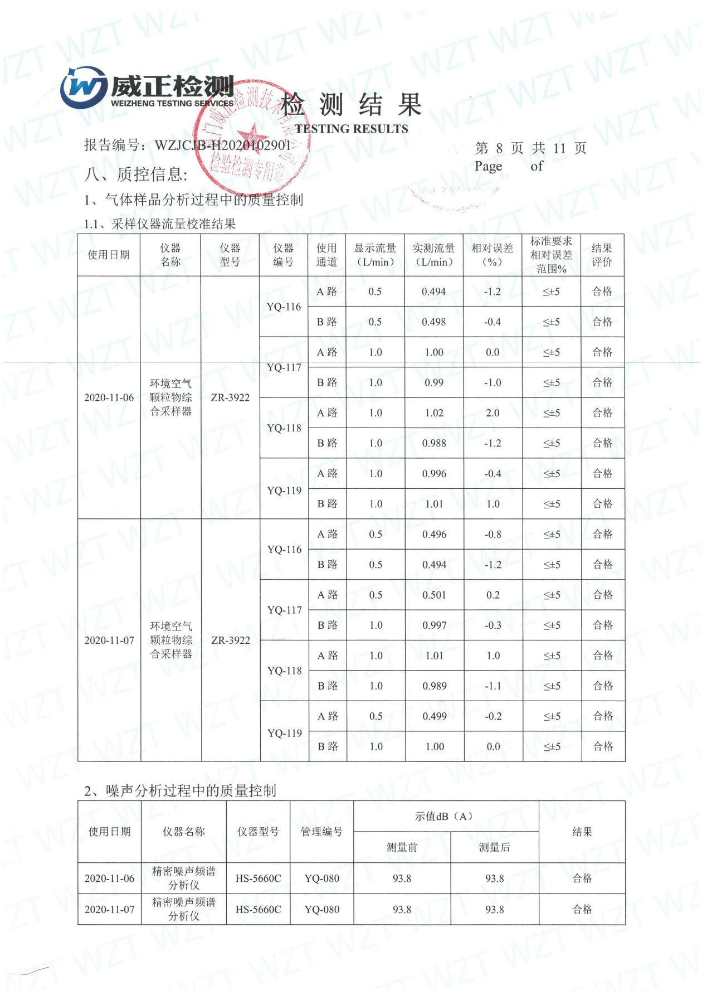 威正检测
WEIZHENG TESTING SERVICES
检测结果
TESTING RESULTS
报告编号：WZJCJB-H2020102901
第 8 页 共 11 页
Page of
检验检测专用章
八、质控信息:
1、气体样品分析过程中的质量控制
1.1、采样仪器流量校准结果
使用日期 仪器名称 仪器型号 仪器编号 使用通道 显示流量（L/min） 实测流量（L/min） 相对误差（%） 标准要求相对误差范围% 结果评价
2020-11-06 环境空气颗粒物综合采样器 ZR-3922 YQ-116 A 路 0.5 0.494 -1.2 ≤±5 合格
B 路 0.5 0.498 -0.4 ≤±5 合格
YQ-117 A 路 1.0 1.00 0.0 ≤±5 合格
B 路 1.0 0.99 -1.0 ≤±5 合格
YQ-118 A 路 1.0 1.02 2.0 ≤±5 合格
B 路 1.0 0.988 -1.2 ≤±5 合格
YQ-119 A 路 1.0 0.996 -0.4 ≤±5 合格
B 路 1.0 1.01 1.0 ≤±5 合格
2020-11-07 环境空气颗粒物综合采样器 ZR-3922 YQ-116 A 路 0.5 0.496 -0.8 ≤±5 合格
B 路 0.5 0.494 -1.2 ≤±5 合格
YQ-117 A 路 0.5 0.501 0.2 ≤±5 合格
B 路 1.0 0.997 -0.3 ≤±5 合格
YQ-118 A 路 1.0 1.01 1.0 ≤±5 合格
B 路 1.0 0.989 -1.1 ≤±5 合格
YQ-119 A 路 0.5 0.499 -0.2 ≤±5 合格
B 路 1.0 1.00 0.0 ≤±5 合格
2、噪声分析过程中的质量控制
使用日期 仪器名称 仪器型号 管理编号 示值dB（A） 结果
测量前 测量后
2020-11-06 精密噪声频谱分析仪 HS-5660C YQ-080 93.8 93.8 合格
2020-11-07 精密噪声频谱分析仪 HS-5660C YQ-080 93.8 93.8 合格